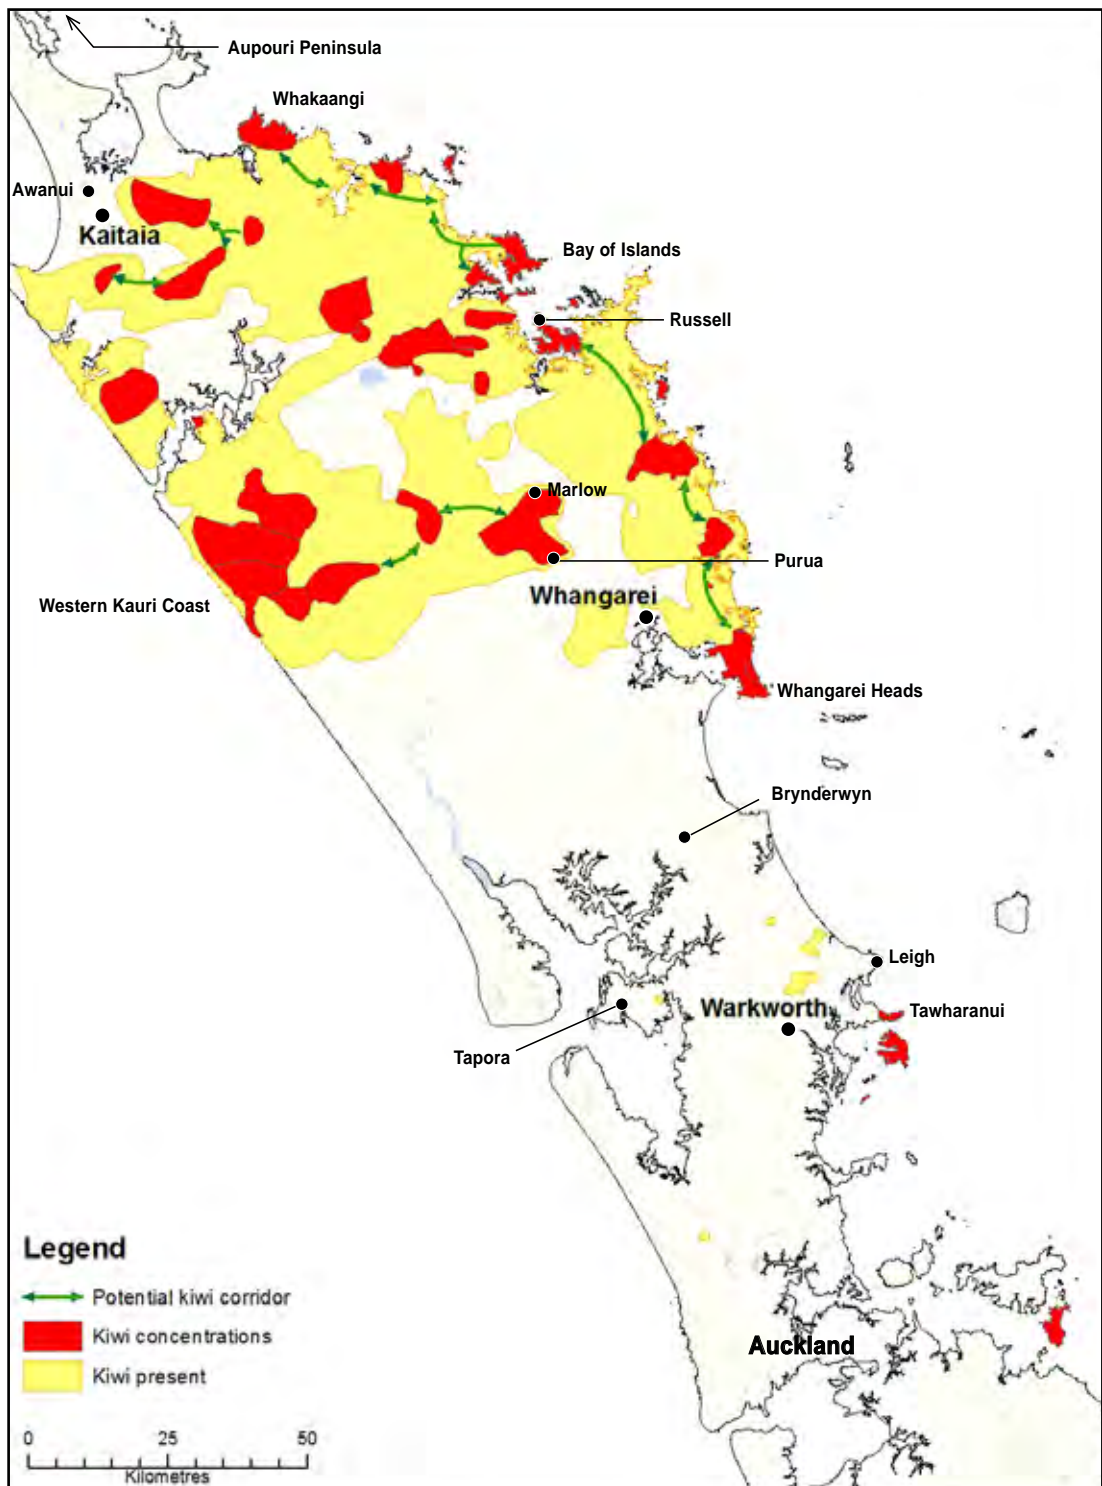 Aupouri Peninsula
Whakaangi
Awanui
Kaitaia
Bay of Islands
Russell
Marlow
Purua
Whangarei
Western Kauri Coast
Whangarei Heads
Brynderwyn
Leigh
Warkworth
Tawharanui
Tapora
Legend
Potential kiwi corridor
Kiwi concentrations
Kiwi present
Auckland
0 25 50
Kilometres